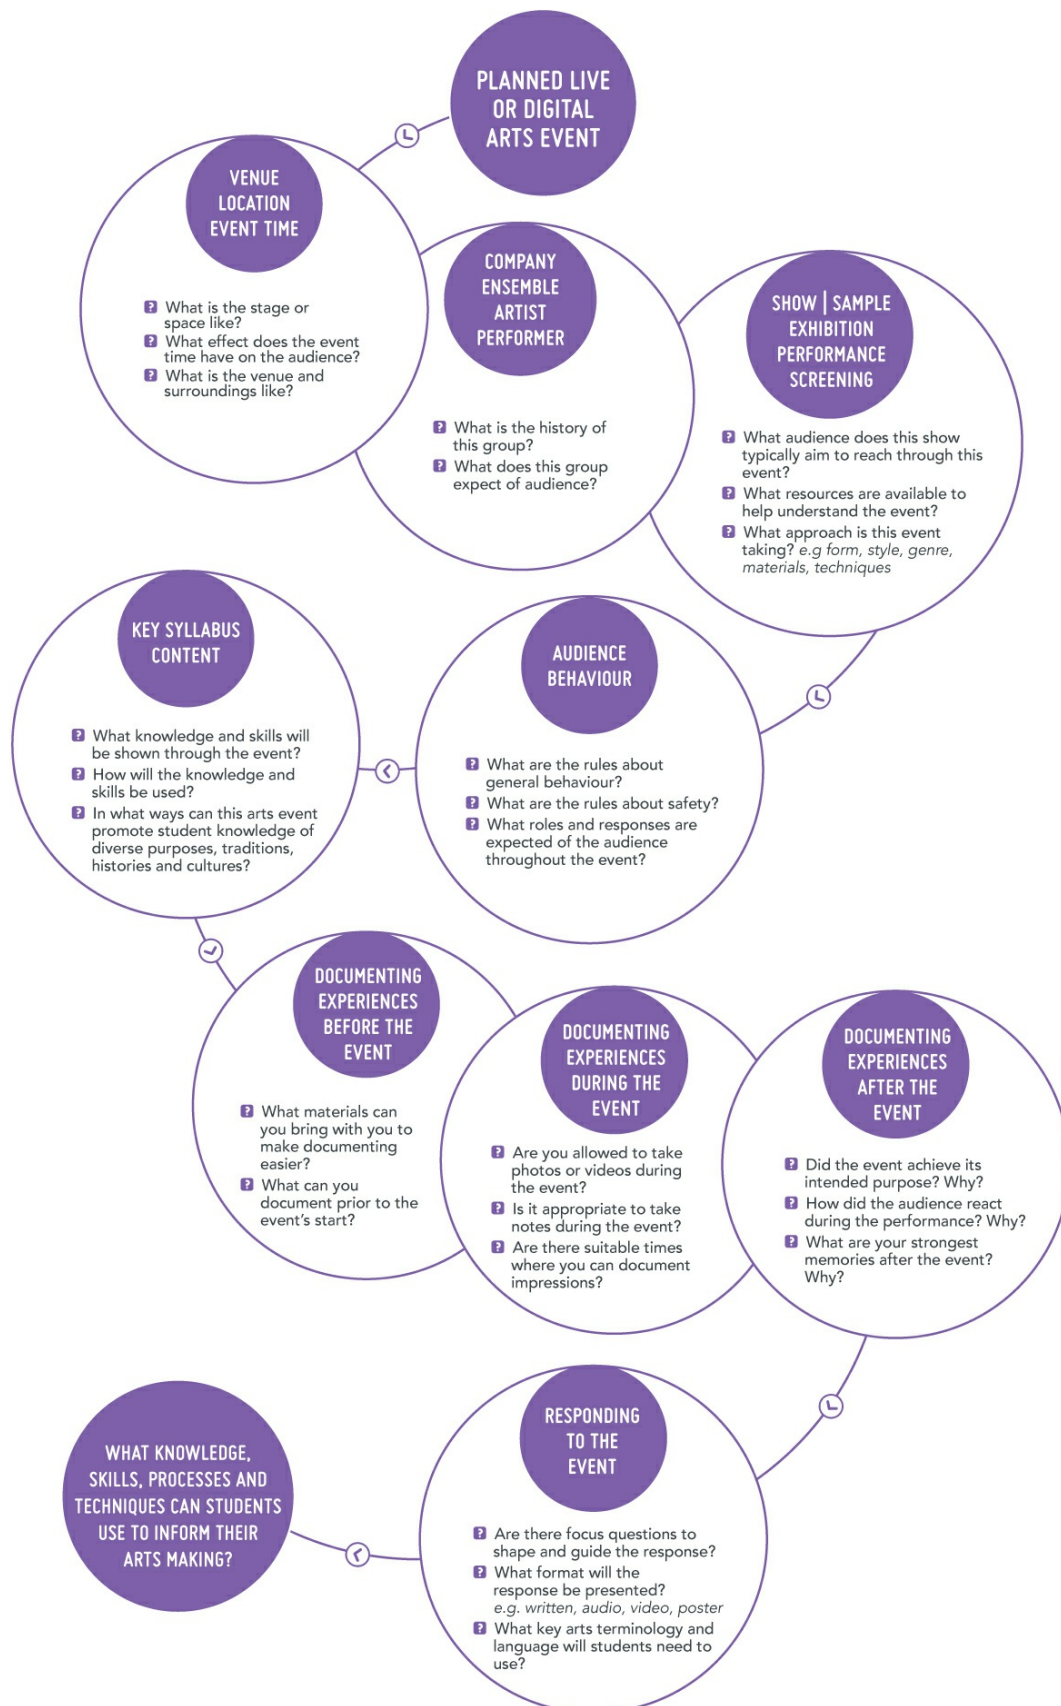 PLANNED LIVE
OR DIGITAL
ARTS EVENT
VENUE
LOCATION
EVENT TIME
What is the stage or
space like?
What effect does the event
time have on the audience?
What is the venue and
surroundings like?
COMPANY
ENSEMBLE
ARTIST
PERFORMER
What is the history of
this group?
What does this group
expect of audience?
SHOW | SAMPLE
EXHIBITION
PERFORMANCE
SCREENING
What audience does this show
typically aim to reach through this
event?
What resources are available to
help understand the event?
What approach is this event
taking? e.g form, style, genre,
materials, techniques
AUDIENCE
BEHAVIOUR
What are the rules about
general behaviour?
What are the rules about safety?
What roles and responses are
expected of the audience
throughout the event?
KEY SYLLABUS
CONTENT
What knowledge and skills will
be shown through the event?
How will the knowledge and
skills be used?
In what ways can this arts event
promote student knowledge of
diverse purposes, traditions,
histories and cultures?
DOCUMENTING
EXPERIENCES
BEFORE THE
EVENT
What materials can
you bring with you to
make documenting
easier?
What can you
document prior to the
event's start?
DOCUMENTING
EXPERIENCES
DURING THE
EVENT
Are you allowed to take
photos or videos during
the event?
Is it appropriate to take
notes during the event?
Are there suitable times
where you can document
impressions?
DOCUMENTING
EXPERIENCES
AFTER THE
EVENT
Did the event achieve its
intended purpose? Why?
How did the audience react
during the performance? Why?
What are your strongest
memories after the event?
Why?
RESPONDING
TO THE
EVENT
Are there focus questions to
shape and guide the response?
What format will the
response be presented?
e.g. written, audio, video, poster
What key arts terminology and
language will students need to
use?
WHAT KNOWLEDGE,
SKILLS, PROCESSES AND
TECHNIQUES CAN STUDENTS
USE TO INFORM THEIR
ARTS MAKING?